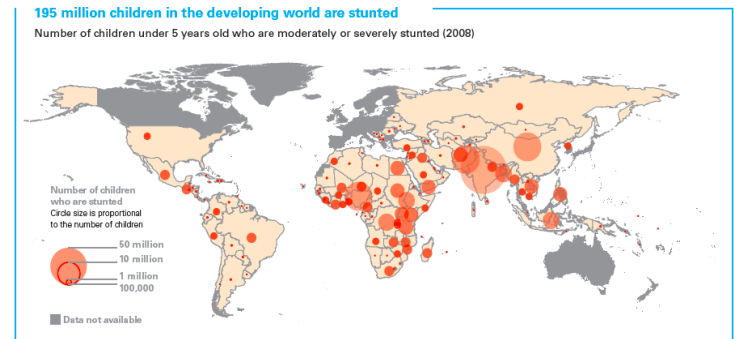 195 million children in the developing world are stunted
Number of children under 5 years old who are moderately or severely stunted (2008)
Number of children
who are stunted
Circle size is proportional
to the number of children
50 million
10 million
1 million
100,000
Data not available